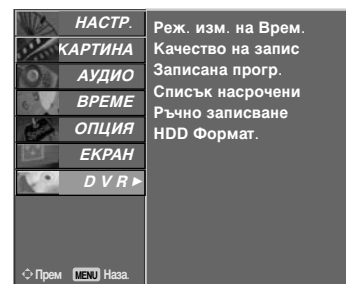 НАСТР.
КАРТИНА
АУДИО
ВРЕМЕ
ОПЦИЯ
ЕКРАН
D V R ►
Реж. изм. на Врем.
Качество на запис
Записана прогр.
Списък насрочени
Ръчно записване
HDD Формат.
Прем MENU Наза.